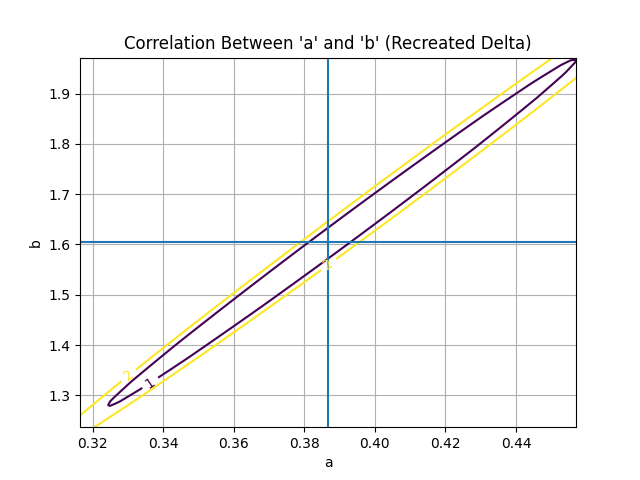 Correlation Between 'a' and 'b' (Recreated Delta)
1.9
1.8
1.7
1.6
1.5
1.4
1.3
b
2
2
1
0.32 0.34 0.36 0.38 0.40 0.42 0.44
a